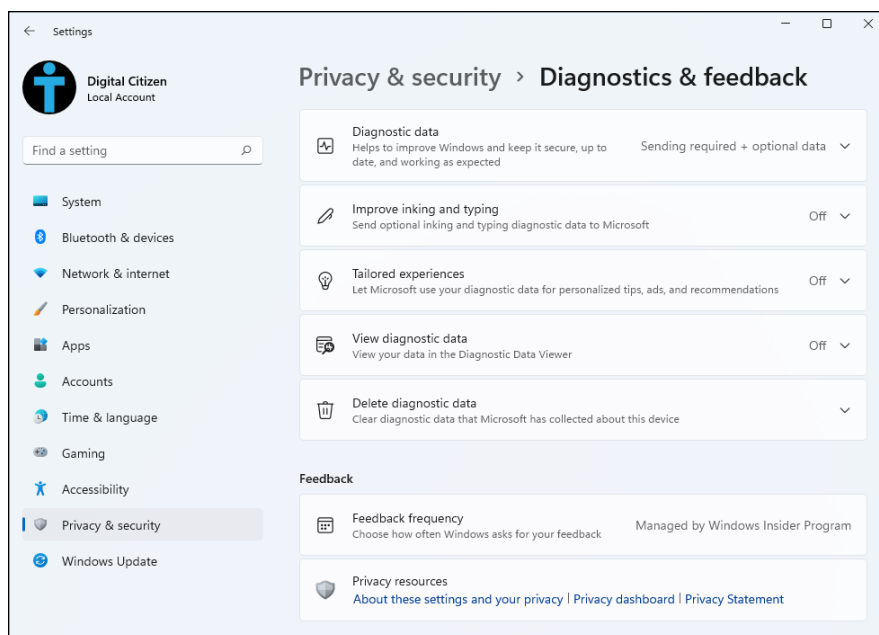 Settings
Digital Citizen
Local Account
Find a setting
System
Bluetooth & devices
Network & internet
Personalization
Apps
Accounts
Time & language
Gaming
Accessibility
Privacy & security
Windows Update
Privacy & security > Diagnostics & feedback
Diagnostic data
Helps to improve Windows and keep it secure, up to
date, and working as expected
Sending required + optional data
Improve inking and typing
Send optional inking and typing diagnostic data to Microsoft
Off
Tailored experiences
Let Microsoft use your diagnostic data for personalized tips, ads, and recommendations
Off
View diagnostic data
View your data in the Diagnostic Data Viewer
Off
Delete diagnostic data
Clear diagnostic data that Microsoft has collected about this device
Feedback
Feedback frequency
Choose how often Windows asks for your feedback
Managed by Windows Insider Program
Privacy resources
About these settings and your privacy | Privacy dashboard | Privacy Statement